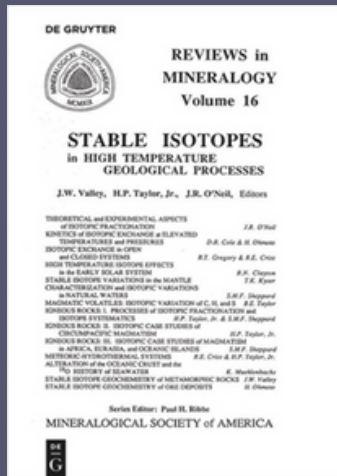 DE GRUYTER
MINERALOGICAL SOCIETY AMERICA
MCMXIX
REVIEWS in
MINERALOGY
Volume 16
STABLE ISOTOPES
in HIGH TEMPERATURE
GEOLOGICAL PROCESSES
J.W. Valley, H.P. Taylor, Jr., J.R. O'Neil, Editors
THEORETICAL and EXPERIMENTAL ASPECTS
of ISOTOPIC FRACTIONATION J.R. O'Neil
KINETICS of ISOTOPIC EXCHANGE at ELEVATED
TEMPERATURES and PRESSURES D.R. Cole & H. Ohmoto
ISOTOPIC EXCHANGE in OPEN
and CLOSED SYSTEMS R.T. Gregory & R.E. Criss
HIGH TEMPERATURE ISOTOPE EFFECTS
in the EARLY SOLAR SYSTEM R.N. Clayton
STABLE ISOTOPE VARIATIONS in the MANTLE T.K. Kyser
CHARACTERIZATION and ISOTOPIC VARIATIONS
in NATURAL WATERS S.M.F. Sheppard
MAGMATIC VOLATILES: ISOTOPIC VARIATION of C, H, and S B.E. Taylor
IGNEOUS ROCKS: I. PROCESSES of ISOTOPIC FRACTIONATION and
ISOTOPE SYSTEMATICS H.P. Taylor, Jr. & S.M.F. Sheppard
IGNEOUS ROCKS: II. ISOTOPIC CASE STUDIES of
CIRCUMPACIFIC MAGMATISM H.P. Taylor, Jr.
IGNEOUS ROCKS: III. ISOTOPIC CASE STUDIES of MAGMATISM
in AFRICA, EURASIA, and OCEANIC ISLANDS S.M.F. Sheppard
METEORIC-HYDROTHERMAL SYSTEMS R.E. Criss & H.P. Taylor, Jr.
ALTERATION of the OCEANIC CRUST and the
¹⁸O HISTORY of SEAWATER K. Muehlenbachs
STABLE ISOTOPE GEOCHEMISTRY of METAMORPHIC ROCKS J.W. Valley
STABLE ISOTOPE GEOCHEMISTRY of ORE DEPOSITS H. Ohmoto
Series Editor: Paul H. Ribbe
MINERALOGICAL SOCIETY of AMERICA
DE
G